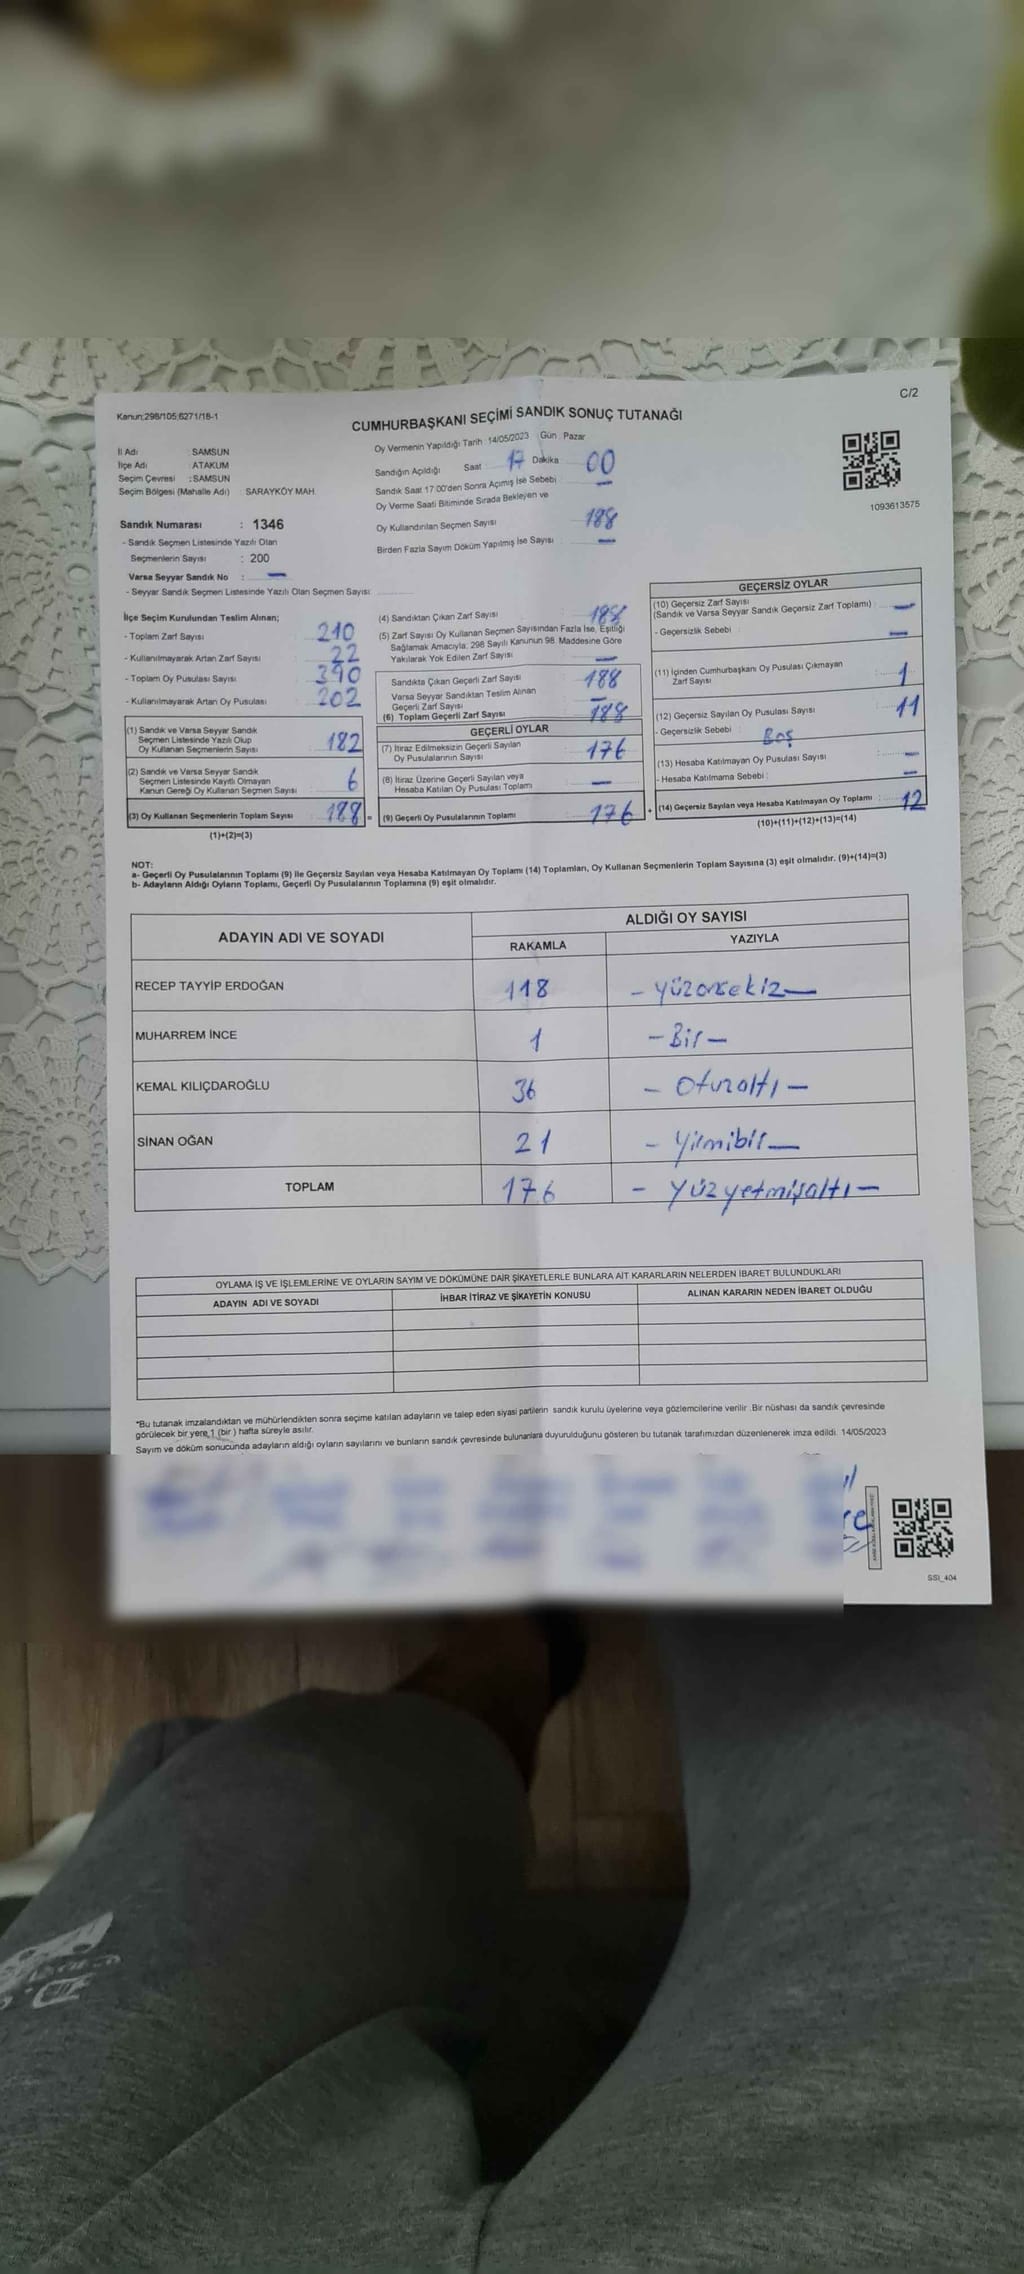 C/2
Kanun;298/105;6271/18-1
CUMHURBAŞKANI SEÇİMİ SANDIK SONUÇ TUTANAĞI
İl Adı : SAMSUN
İlçe Adı : ATAKUM
Seçim Çevresi : SAMSUN
Seçim Bölgesi (Mahalle Adı) : SARAYKÖY MAH.
Oy Vermenin Yapıldığı Tarih : 14/05/2023 Gün : Pazar
Sandığın Açıldığı Saat : 17 Dakika : 00
Sandık Saat 17:00'den Sonra Açımış İse Sebebi : —
Oy Verme Saati Bitiminde Sırada Bekleyen ve
Oy Kullandırılan Seçmen Sayısı : 188
Birden Fazla Sayım Döküm Yapılmış İse Sayısı : —
1093613575
Sandık Numarası : 1346
- Sandık Seçmen Listesinde Yazılı Olan
Seçmenlerin Sayısı : 200
Varsa Seyyar Sandık No : —
- Seyyar Sandık Seçmen Listesinde Yazılı Olan Seçmen Sayısı:
İlçe Seçim Kurulundan Teslim Alınan;
- Toplam Zarf Sayısı : 210
- Kullanılmayarak Artan Zarf Sayısı : 22
- Toplam Oy Pusulası Sayısı : 390
- Kullanılmayarak Artan Oy Pusulası : 202
(1) Sandık ve Varsa Seyyar Sandık
Seçmen Listesinde Yazılı Olup
Oy Kullanan Seçmenlerin Sayısı : 182
(2) Sandık ve Varsa Seyyar Sandık
Seçmen Listesinde Kayıtlı Olmayan
Kanun Gereği Oy Kullanan Seçmen Sayısı : 6
(3) Oy Kullanan Seçmenlerin Toplam Sayısı : 188 =
(1)+(2)=(3)
(4) Sandıktan Çıkan Zarf Sayısı : 188
(5) Zarf Sayısı Oy Kullanan Seçmen Sayısından Fazla İse, Eşitliği
Sağlamak Amacıyla, 298 Sayılı Kanunun 98. Maddesine Göre
Yakılarak Yok Edilen Zarf Sayısı : —
Sandıkta Çıkan Geçerli Zarf Sayısı : 188
Varsa Seyyar Sandıktan Teslim Alınan
Geçerli Zarf Sayısı : —
(6) Toplam Geçerli Zarf Sayısı : 188
GEÇERLİ OYLAR
(7) İtiraz Edilmeksizin Geçerli Sayılan
Oy Pusulalarının Sayısı : 176
(8) İtiraz Üzerine Geçerli Sayılan veya
Hesaba Katılan Oy Pusulası Toplamı : —
(9) Geçerli Oy Pusulalarının Toplamı : 176 +
GEÇERSİZ OYLAR
(10) Geçersiz Zarf Sayısı
(Sandık ve Varsa Seyyar Sandık Geçersiz Zarf Toplamı) : —
- Geçersizlik Sebebi : —
(11) İçinden Cumhurbaşkanı Oy Pusulası Çıkmayan
Zarf Sayısı : 1
(12) Geçersiz Sayılan Oy Pusulası Sayısı : 11
- Geçersizlik Sebebi : Boş
(13) Hesaba Katılmayan Oy Pusulası Sayısı : —
- Hesaba Katılmama Sebebi : —
(14) Geçersiz Sayılan veya Hesaba Katılmayan Oy Toplamı : 12
(10)+(11)+(12)+(13)=(14)
NOT:
a- Geçerli Oy Pusulalarının Toplamı (9) ile Geçersiz Sayılan veya Hesaba Katılmayan Oy Toplamı (14) Toplamları, Oy Kullanan Seçmenlerin Toplam Sayısına (3) eşit olmalıdır. (9)+(14)=(3)
b- Adayların Aldığı Oyların Toplamı, Geçerli Oy Pusulalarının Toplamına (9) eşit olmalıdır.
ADAYIN ADI VE SOYADI
ALDIĞI OY SAYISI
RAKAMLA YAZIYLA
RECEP TAYYİP ERDOĞAN 118 - Yüzonsekiz —
MUHARREM İNCE 1 - Bir —
KEMAL KILIÇDAROĞLU 36 - Otuzaltı —
SİNAN OĞAN 21 - Yirmibir —
TOPLAM 176 - Yüzyetmişaltı —
OYLAMA İŞ VE İŞLEMLERİNE VE OYLARIN SAYIM VE DÖKÜMÜNE DAİR ŞİKAYETLERLE BUNLARA AİT KARARLARIN NELERDEN İBARET BULUNDUKLARI
ADAYIN ADI VE SOYADI İHBAR İTİRAZ VE ŞİKAYETİN KONUSU ALINAN KARARIN NEDEN İBARET OLDUĞU
*Bu tutanak imzalandıktan ve mühürlendikten sonra seçime katılan adayların ve talep eden siyasi partilerin sandık kurulu üyelerine veya gözlemcilerine verilir. Bir nüshası da sandık çevresinde
görülecek bir yere 1 (bir) hafta süreyle asılır.
Sayım ve döküm sonucunda adayların aldığı oyların sayılarını ve bunların sandık çevresinde bulunanlara duyurulduğunu gösteren bu tutanak tarafımızdan düzenlenerek imza edildi. 14/05/2023
SSI_404